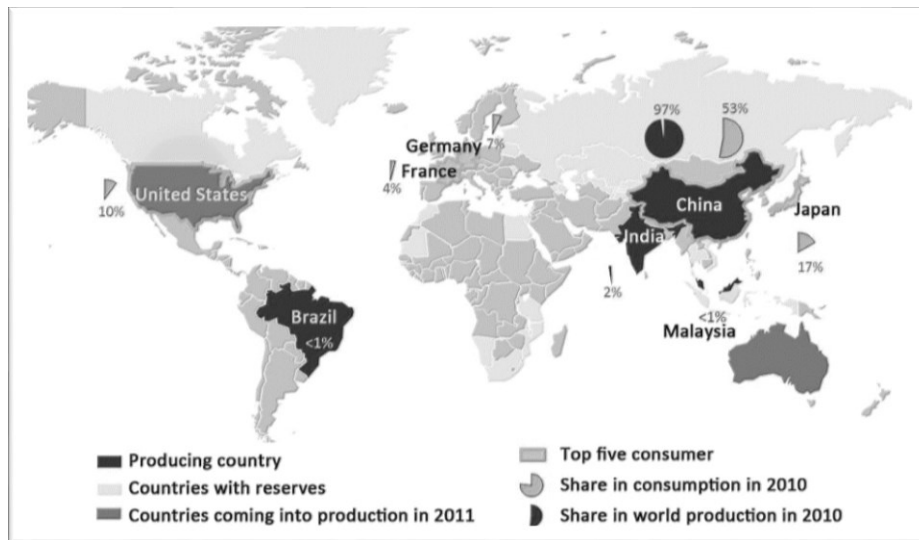 97%
53%
Germany
7%
France
4%
United States
10%
China
Japan
India
17%
2%
Brazil
<1%
<1%
Malaysia
Producing country
Countries with reserves
Countries coming into production in 2011
Top five consumer
Share in consumption in 2010
Share in world production in 2010